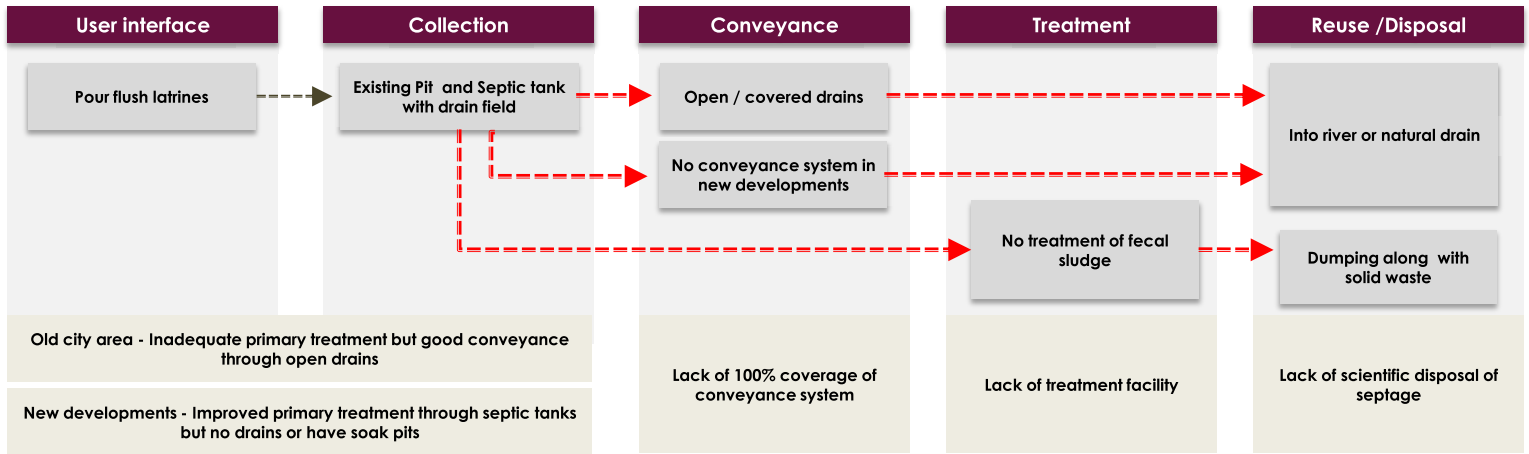 User interface
Collection
Conveyance
Treatment
Reuse /Disposal
Pour flush latrines
Existing Pit and Septic tank
with drain field
Open / covered drains
Into river or natural drain
No conveyance system in
new developments
No treatment of fecal
sludge
Dumping along with
solid waste
Old city area - Inadequate primary treatment but good conveyance
through open drains
New developments - Improved primary treatment through septic tanks
but no drains or have soak pits
Lack of 100% coverage of
conveyance system
Lack of treatment facility
Lack of scientific disposal of
septage